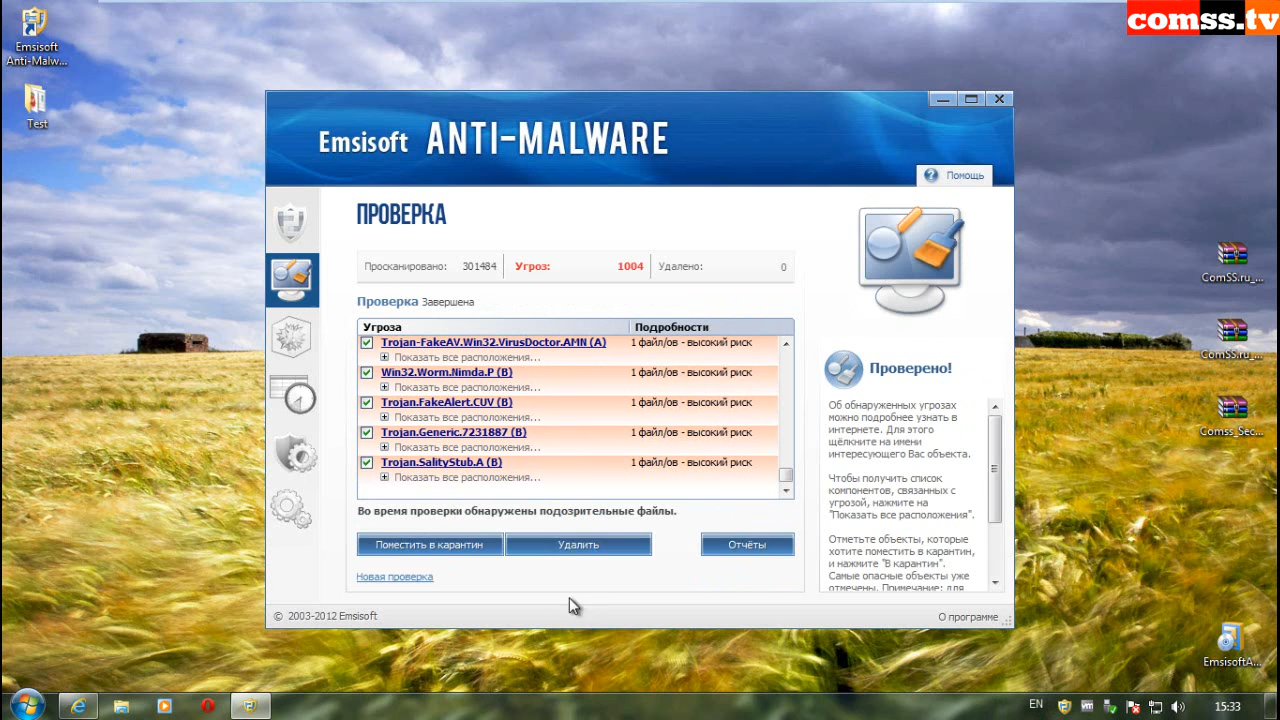 comss.tv
Emsisoft
Anti-Malw...
Test
Emsisoft ANTI-MALWARE
Помощь
ПРОВЕРКА
Просканировано: 301484 Угроз: 1004 Удалено: 0
Проверка Завершена
Угроза Подробности
Trojan-FakeAV.Win32.VirusDoctor.AMN (A) 1 файл/ов - высокий риск
Показать все расположения...
Win32.Worm.Nimda.P (B) 1 файл/ов - высокий риск
Показать все расположения...
Trojan.FakeAlert.CUV (B) 1 файл/ов - высокий риск
Показать все расположения...
Trojan.Generic.7231887 (B) 1 файл/ов - высокий риск
Показать все расположения...
Trojan.SalityStub.A (B) 1 файл/ов - высокий риск
Показать все расположения...
Во время проверки обнаружены подозрительные файлы.
Поместить в карантин Удалить Отчёты
Новая проверка
Проверено!
Об обнаруженных угрозах
можно подробнее узнать в
интернете. Для этого
щёлкните на имени
интересующего Вас объекта.
Чтобы получить список
компонентов, связанных с
угрозой, нажмите на
"Показать все расположения".
Отметьте объекты, которые
хотите поместить в карантин,
и нажмите "В карантин".
Самые опасные объекты уже
отмечены. Примечание: для
© 2003-2012 Emsisoft О программе
ComSS.ru_...
ComSS.ru_...
Comss_Sec...
EmsisoftA...
EN 15:33